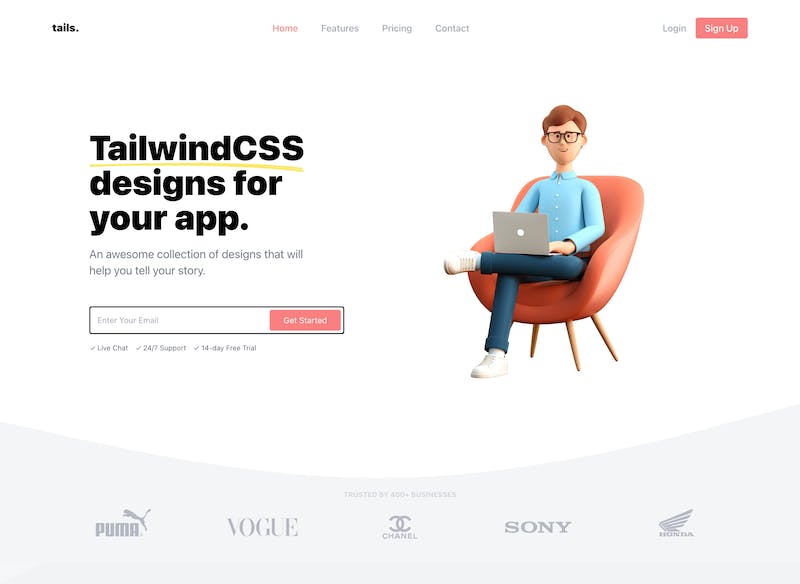 tails.
Home Features Pricing Contact
Login Sign Up
TailwindCSS
designs for
your app.
An awesome collection of designs that will
help you tell your story.
Enter Your Email Get Started
✓ Live Chat ✓ 24/7 Support ✓ 14-day Free Trial
TRUSTED BY 400+ BUSINESSES
PUMA VOGUE CHANEL SONY HONDA